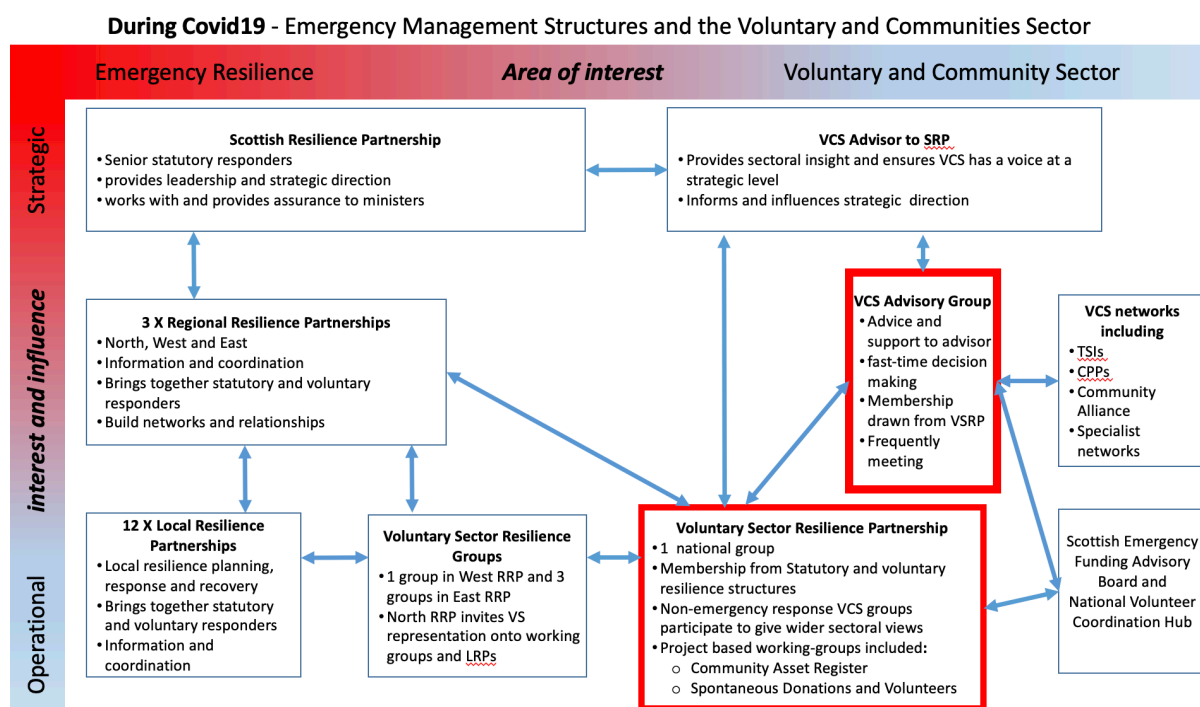 During Covid19 - Emergency Management Structures and the Voluntary and Communities Sector
Emergency Resilience
Area of interest
Voluntary and Community Sector
Strategic
interest and influence
Operational
Scottish Resilience Partnership
• Senior statutory responders
• provides leadership and strategic direction
• works with and provides assurance to ministers
VCS Advisor to SRP
• Provides sectoral insight and ensures VCS has a voice at a
strategic level
• Informs and influences strategic direction
3 X Regional Resilience Partnerships
• North, West and East
• Information and coordination
• Brings together statutory and voluntary
responders
• Build networks and relationships
VCS Advisory Group
• Advice and
support to advisor
• fast-time decision
making
• Membership
drawn from VSRP
• Frequently
meeting
VCS networks
including
• TSIs
• CPPs
• Community
Alliance
• Specialist
networks
12 X Local Resilience
Partnerships
• Local resilience planning,
response and recovery
• Brings together statutory
and voluntary responders
• Information and
coordination
Voluntary Sector Resilience
Groups
• 1 group in West RRP and 3
groups in East RRP
• North RRP invites VS
representation onto working
groups and LRPs
Voluntary Sector Resilience Partnership
• 1 national group
• Membership from Statutory and voluntary
resilience structures
• Non-emergency response VCS groups
participate to give wider sectoral views
• Project based working-groups included:
o Community Asset Register
o Spontaneous Donations and Volunteers
Scottish Emergency
Funding Advisory
Board and
National Volunteer
Coordination Hub